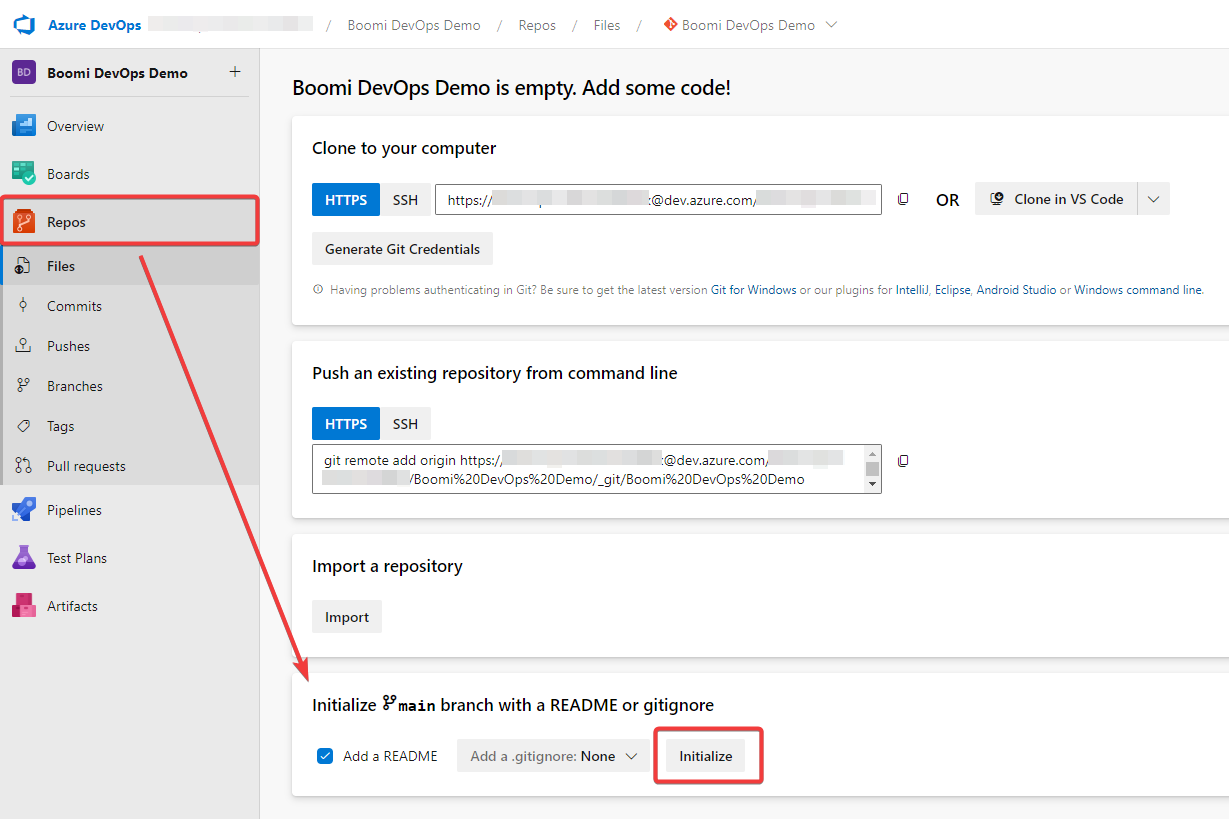 Azure DevOps / Boomi DevOps Demo / Repos / Files / Boomi DevOps Demo
BD Boomi DevOps Demo +
Overview
Boards
Repos
Files
Commits
Pushes
Branches
Tags
Pull requests
Pipelines
Test Plans
Artifacts
Boomi DevOps Demo is empty. Add some code!
Clone to your computer
HTTPS SSH https:// @dev.azure.com/ OR Clone in VS Code
Generate Git Credentials
Having problems authenticating in Git? Be sure to get the latest version Git for Windows or our plugins for IntelliJ, Eclipse, Android Studio or Windows command line.
Push an existing repository from command line
HTTPS SSH
git remote add origin https:// @dev.azure.com/
/Boomi%20DevOps%20Demo/_git/Boomi%20DevOps%20Demo
Import a repository
Import
Initialize main branch with a README or gitignore
Add a README Add a .gitignore: None Initialize